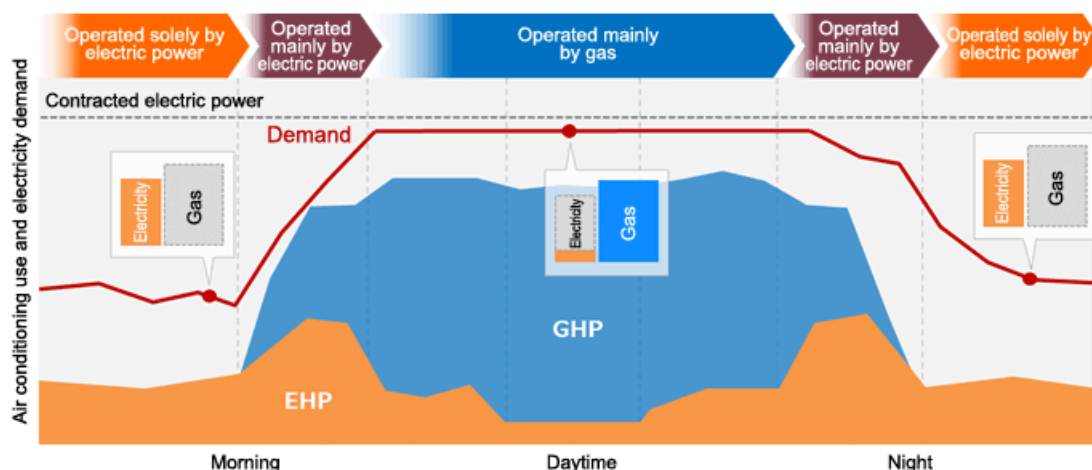 Operated solely by
electric power
Operated
mainly by
electric power
Operated mainly
by gas
Operated
mainly by
electric power
Operated solely by
electric power
Air conditioning use and electricity demand
Contracted electric power
Demand
Electricity
Gas
Electricity
Gas
Electricity
Gas
GHP
EHP
Morning
Daytime
Night